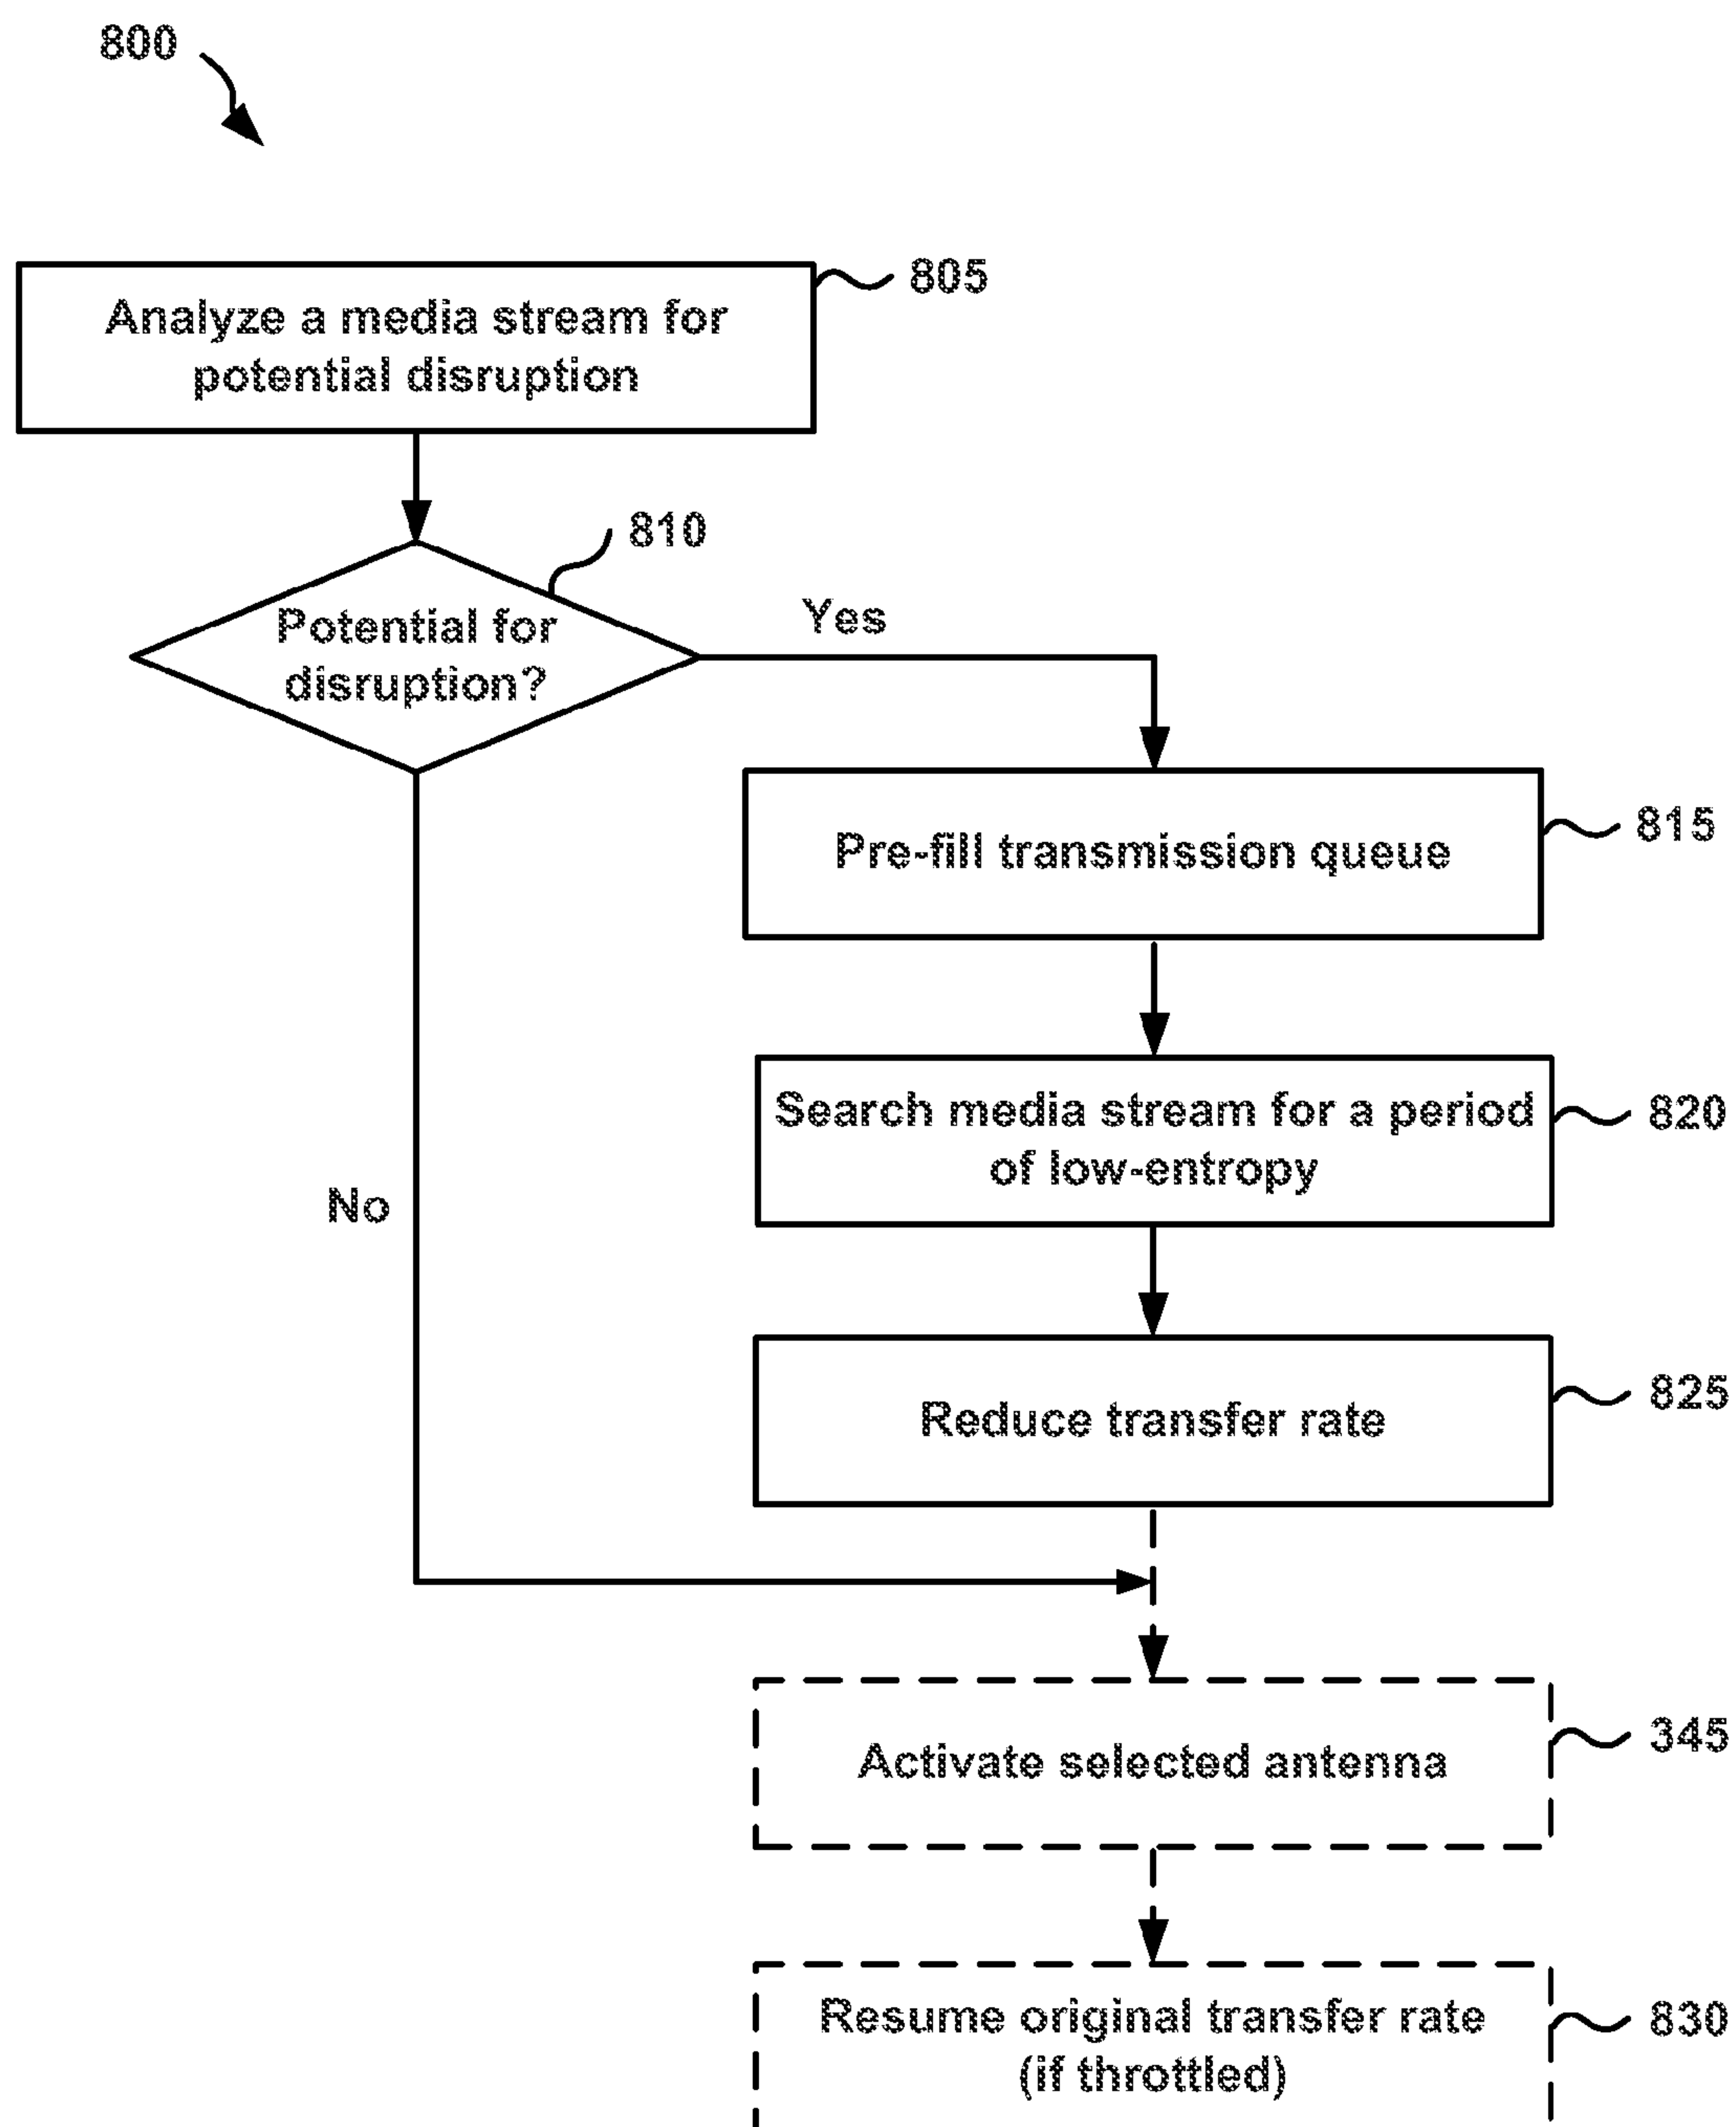 800
Analyze a media stream for
potential disruption
805
810
Potential for
disruption?
Yes
Pre-fill transmission queue
815
Search media stream for a period
of low-entropy
820
No
Reduce transfer rate
825
Activate selected antenna
345
Resume original transfer rate
(if throttled)
830